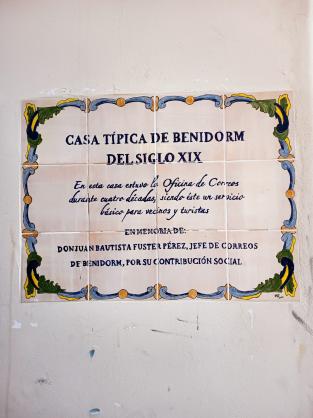 CASA TÍPICA DE BENIDORM
DEL SIGLO XIX
En esta casa estuvo la Oficina de Correos
durante cuatro décadas, siendo éste un servicio
básico para vecinos y turistas
EN MEMORIA DE:
DON JUAN BAUTISTA FUSTER PÉREZ, JEFE DE CORREOS
DE BENIDORM, POR SU CONTRIBUCIÓN SOCIAL